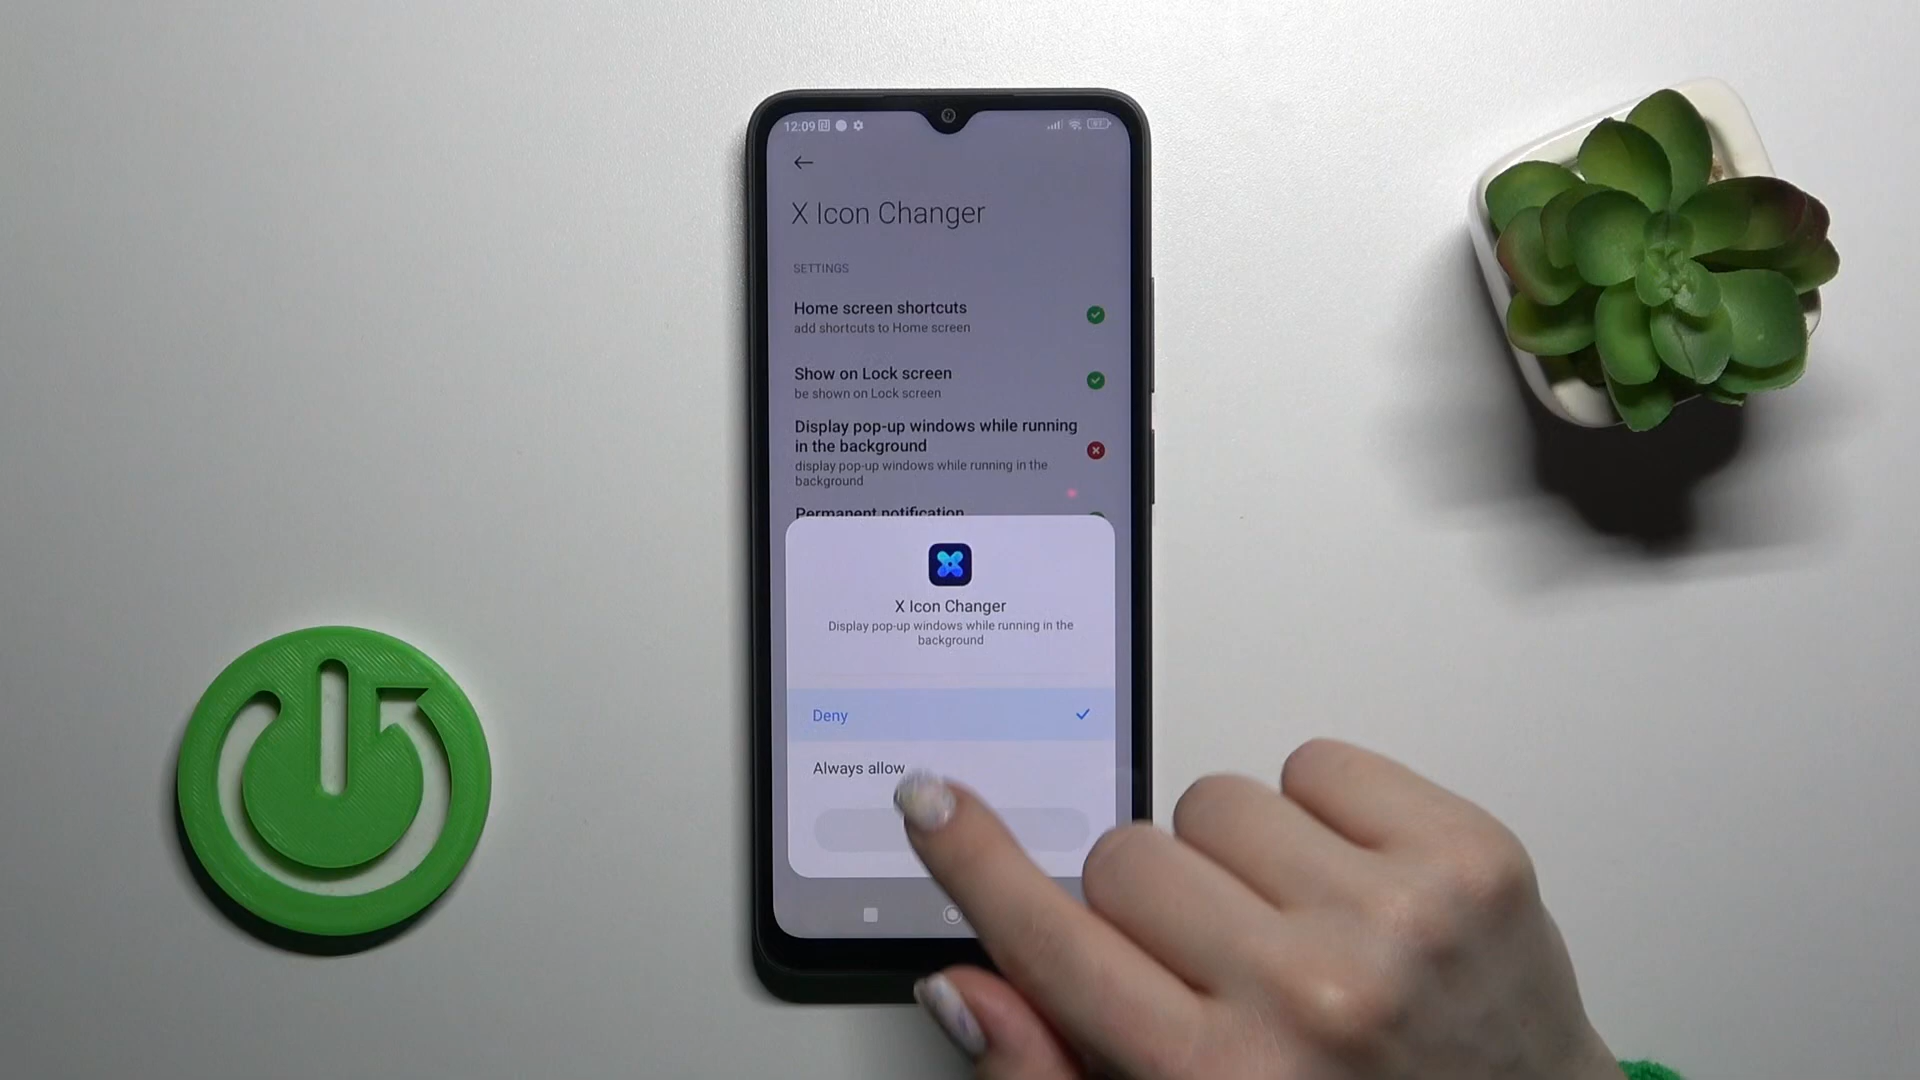 12:09
X Icon Changer
SETTINGS
Home screen shortcuts
add shortcuts to Home screen
Show on Lock screen
be shown on Lock screen
Display pop-up windows while running
in the background
display pop-up windows while running in the
background
Permanent notification
X Icon Changer
Display pop-up windows while running in the
background
Deny
Always allow